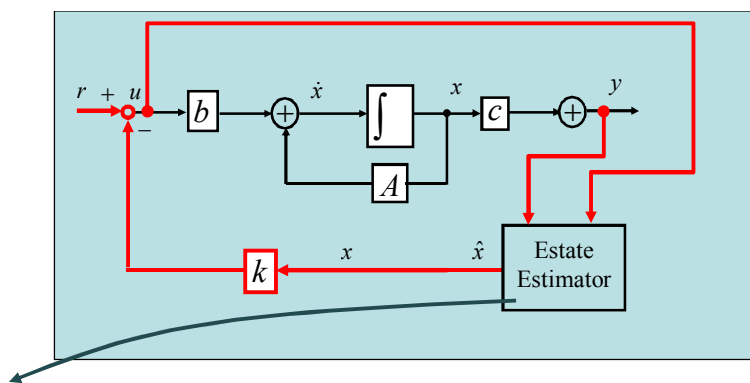 r + u − b + ẋ ∫ x c + y
A
k x x̂
Estate
Estimator